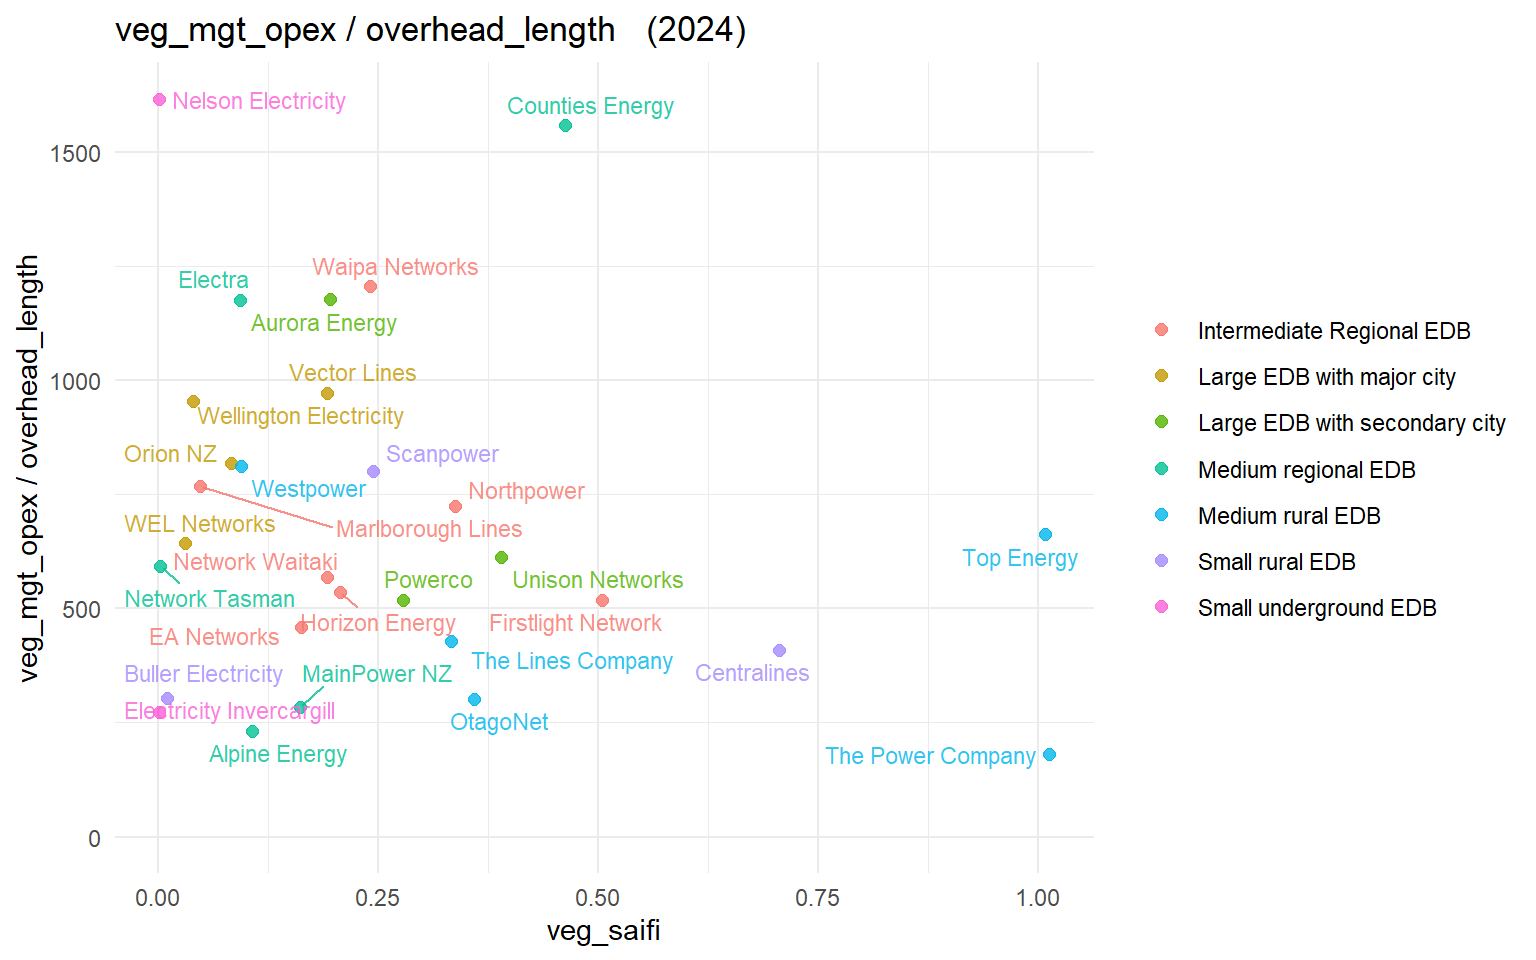 veg_mgt_opex / overhead_length (2024)
Nelson Electricity
Counties Energy
1500
Waipa Networks
Electra
Aurora Energy
Vector Lines
1000
Wellington Electricity
Orion NZ
Scanpower
Westpower
Northpower
WEL Networks
Marlborough Lines
Network Waitaki
Top Energy
Powerco
Unison Networks
Network Tasman
500
Horizon Energy
Firstlight Network
EA Networks
The Lines Company
Buller Electricity
MainPower NZ
Centralines
Electricity Invercargill
OtagoNet
Alpine Energy
The Power Company
0
0.00
0.25
0.50
0.75
1.00
veg_saifi
veg_mgt_opex / overhead_length
Intermediate Regional EDB
Large EDB with major city
Large EDB with secondary city
Medium regional EDB
Medium rural EDB
Small rural EDB
Small underground EDB